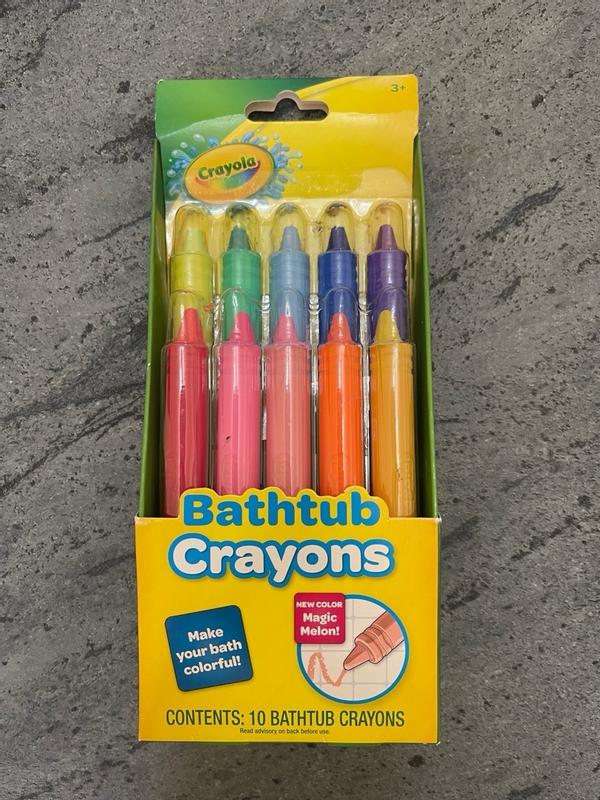 3+
Crayola
Bathtub
Crayons
Make
your bath
colorful!
NEW COLOR
Magic
Melon!
CONTENTS: 10 BATHTUB CRAYONS
Read advisory on back before use.